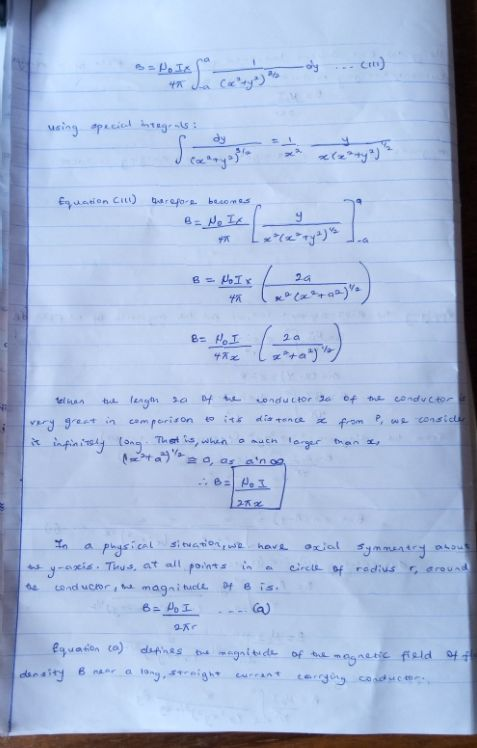 B = μ₀Ix/4π ∫₋ₐᵃ 1/(x²+y²)^3/2 dy ---- (III)
Using special integrals:
∫ dy/(x²+y²)^3/2 = 1/x² · y/x(x²+y²)^1/2
Equation (III) therefore becomes
B = μ₀Ix/4π [y/x²(x²+y²)^1/2]₋ₐᵃ
B = μ₀Ix/4π (2a/x²(x²+a²)^1/2)
B = μ₀I/4πx · (2a/(x²+a²)^1/2)
When the length 2a of the conductor 2a of the conductor is
very great in comparison to its distance x from P, we consider
it infinitely long. That is, when a much larger than x,
(x²+a²)^1/2 ≅ a, as a→∞
∴ B = μ₀I/2πx
In a physical situation, we have axial symmentry about
the y-axis. Thus, at all points in a circle of radius r, around
the conductor, the magnitude of B is.
B = μ₀I/2πr ---- (a)
Equation (a) defines the magnitude of the magnetic field of
density B near a long, straight current carrying conductor.